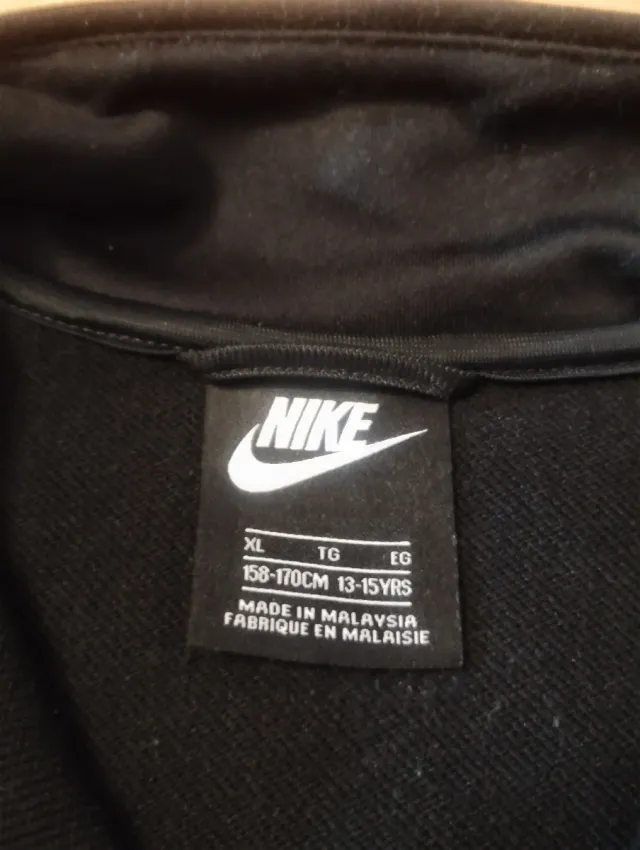 NIKE
XL TG EG
158-170CM 13-15YRS
MADE IN MALAYSIA
FABRIQUE EN MALAISIE